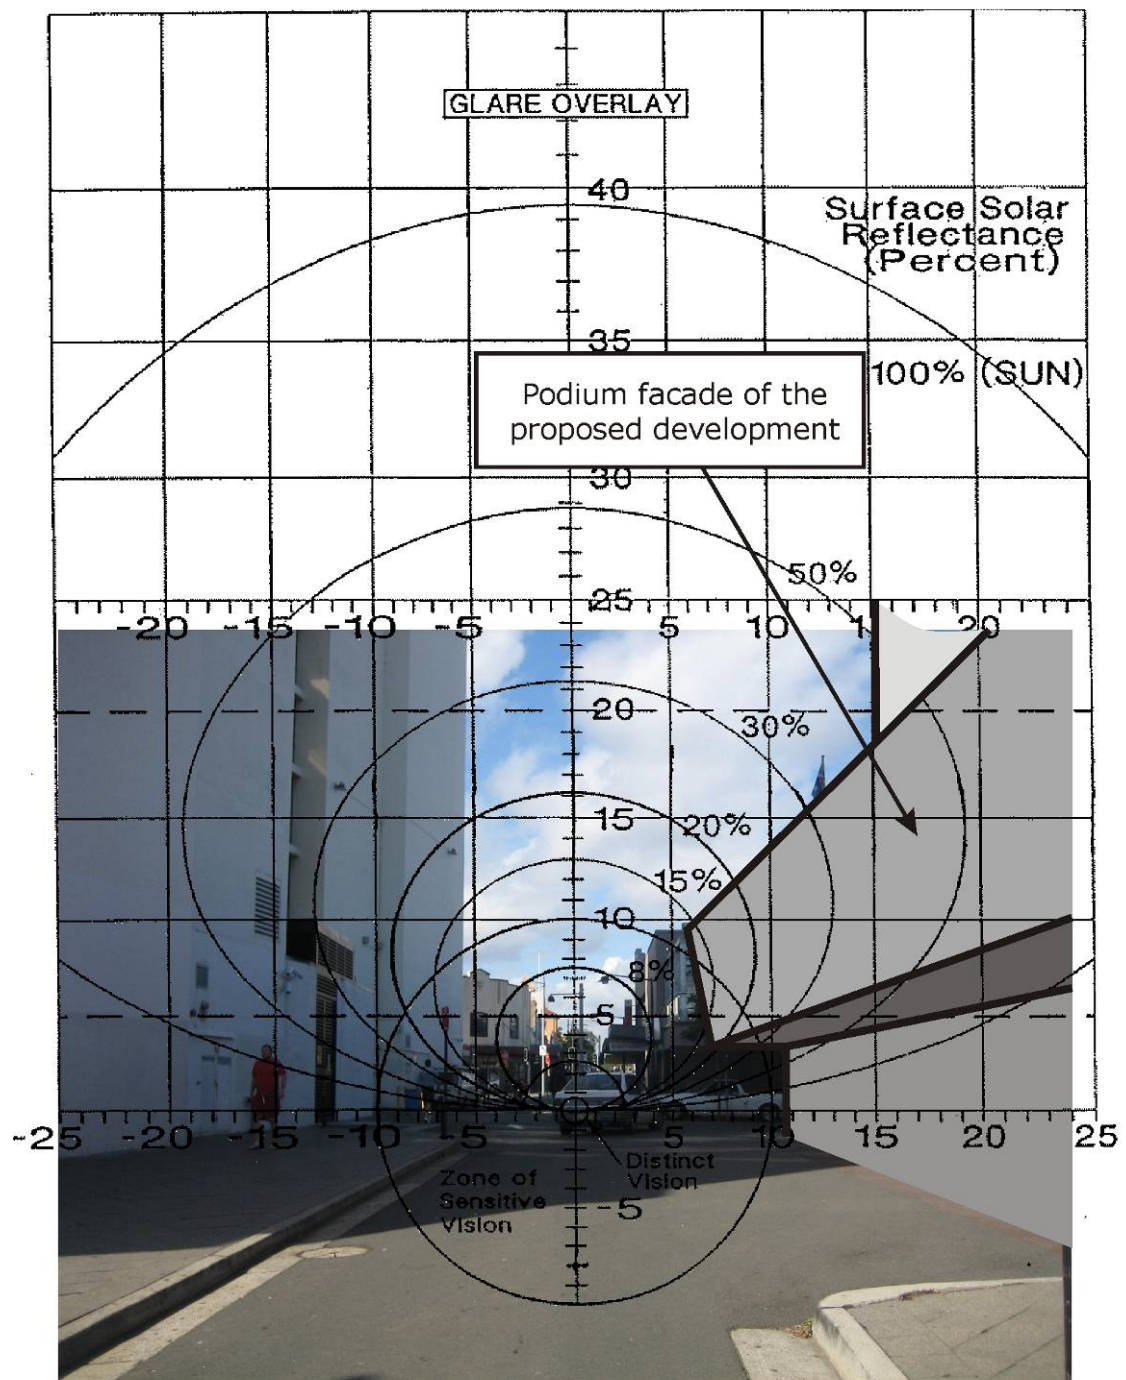 GLARE OVERLAY
40
Surface Solar
Reflectance
(Percent)
35
100% (SUN)
Podium facade of the
proposed development
30
50%
25
-20 -15 -10 -5 5 15 20
20
30%
15
20%
15%
10
8%
5
-25 -20 -15 -10 -5 5 10 15 20 25
Distinct
Vision
Zone of
Sensitive
Vision
-5